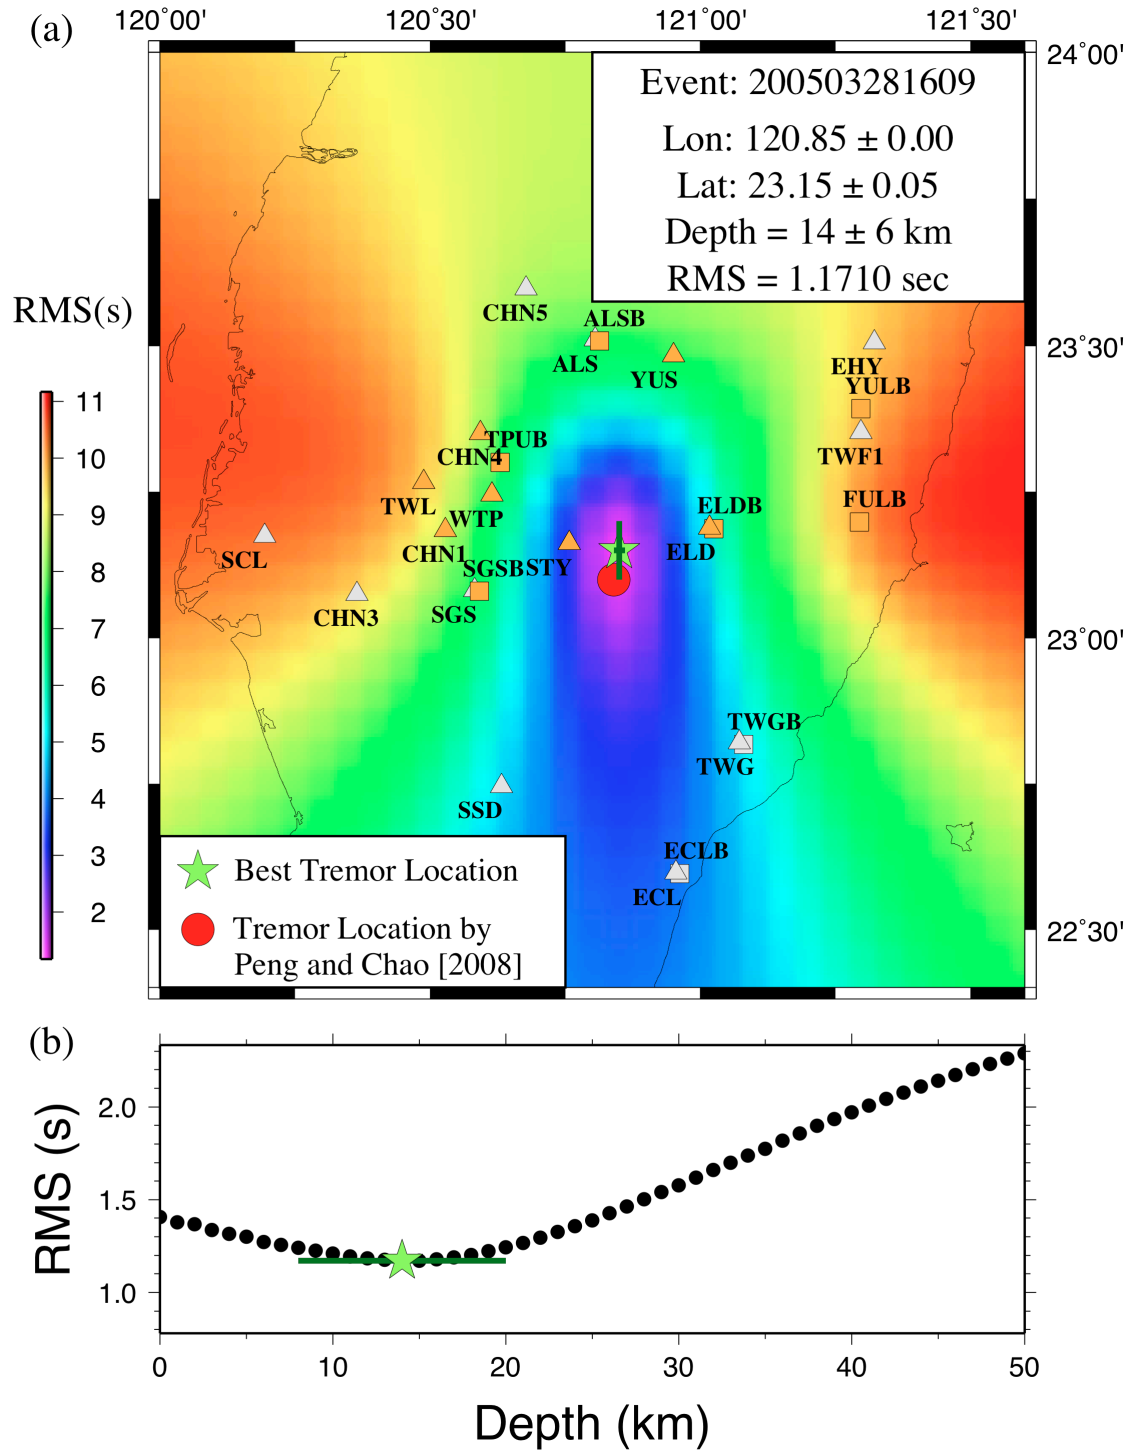 (a)
120°00' 120°30' 121°00' 121°30'
24°00'
Event: 200503281609
Lon: 120.85 ± 0.00
Lat: 23.15 ± 0.05
Depth = 14 ± 6 km
RMS = 1.1710 sec
RMS(s)
11
10
9
8
7
6
5
4
3
2
CHN5
ALSB
ALS
YUS
23°30'
EHY
YULB
TWF1
TPUB
CHN4
TWL
WTP
CHN1
FULB
ELDB
ELD
SCL
SGSB
STY
SGS
CHN3
23°00'
TWGB
TWG
SSD
ECLB
ECL
22°30'
Best Tremor Location
Tremor Location by
Peng and Chao [2008]
(b)
RMS (s)
2.0
1.5
1.0
0 10 20 30 40 50
Depth (km)